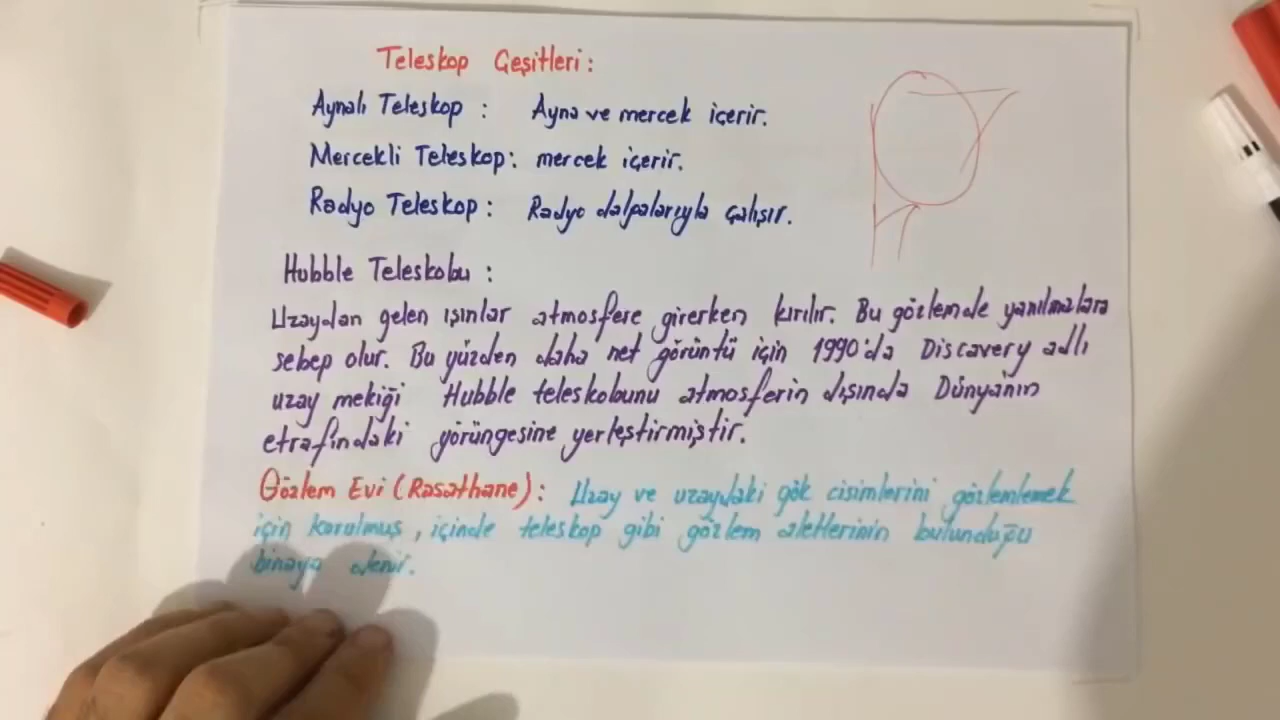 Teleskop Çeşitleri:
Aynalı Teleskop : Ayna ve mercek içerir.
Mercekli Teleskop: mercek içerir.
Radyo Teleskop: Radyo dalgalarıyla çalışır.
Hubble Teleskobu :
Uzaydan gelen ışınlar atmosfere girerken kırılır. Bu gözlemde yanılmalara
sebep olur. Bu yüzden daha net görüntü için 1990'da Discavery adlı
uzay mekiği Hubble teleskobunu atmosferin dışında Dünyanın
etrafındaki yörüngesine yerleştirmiştir.
Gözlem Evi (Rasathane): Uzay ve uzaydaki gök cisimlerini gözlemlemek
için kurulmuş, içinde teleskop gibi gözlem aletlerinin bulunduğu
binaya denir.